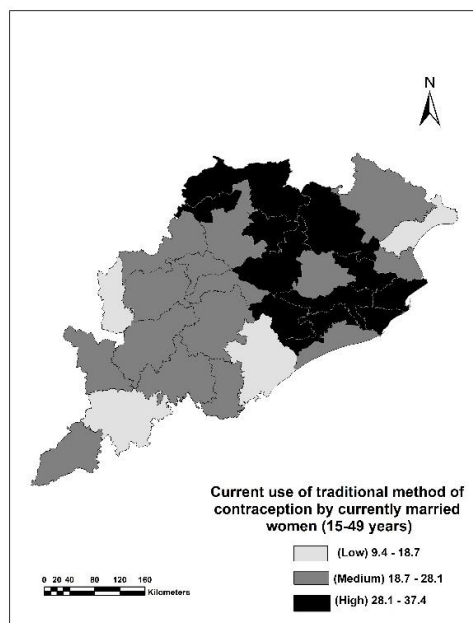 N
Current use of traditional method of
contraception by currently married
women (15-49 years)
(Low) 9.4 - 18.7
(Medium) 18.7 - 28.1
(High) 28.1 - 37.4
0 20 40 80 120 160
Kilometers